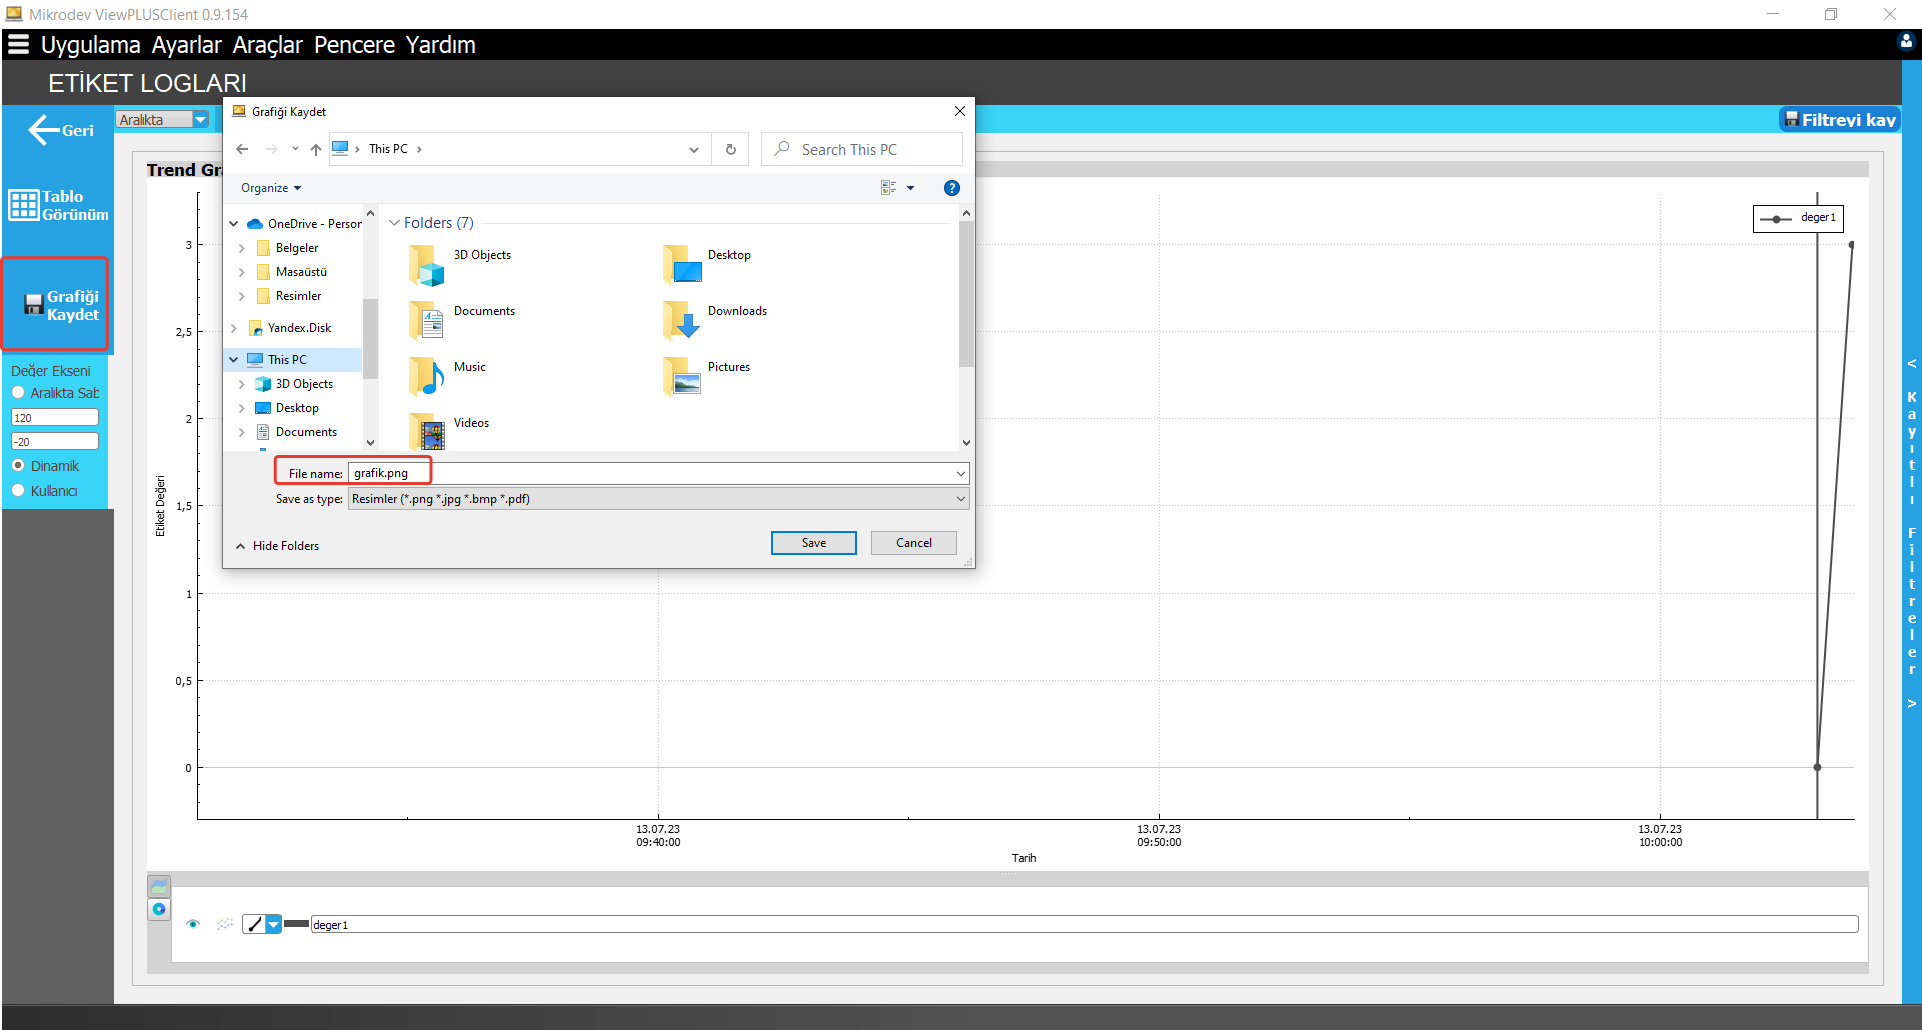 Mikrodev ViewPLUSClient 0.9.154
Uygulama Ayarlar Araçlar Pencere Yardım
ETİKET LOGLARI
Geri
Aralıkta
Filtreyi kay
Tablo
Görünüm
Grafiği
Kaydet
Değer Ekseni
Aralıkta Sab
120
-20
Dinamik
Kullanıcı
Grafiği Kaydet
This PC
Search This PC
Organize
OneDrive - Person
Belgeler
Masaüstü
Resimler
Yandex.Disk
This PC
3D Objects
Desktop
Documents
Folders (7)
3D Objects
Desktop
Documents
Downloads
Music
Pictures
Videos
File name: grafik.png
Save as type: Resimler (*.png *.jpg *.bmp *.pdf)
Hide Folders
Save
Cancel
Trend Gra
deger1
3
2,5
2
1,5
1
0,5
0
Etiket Değeri
13.07.23
09:40:00
13.07.23
09:50:00
13.07.23
10:00:00
Tarih
deger1
< Kayıtlı Filtreler >